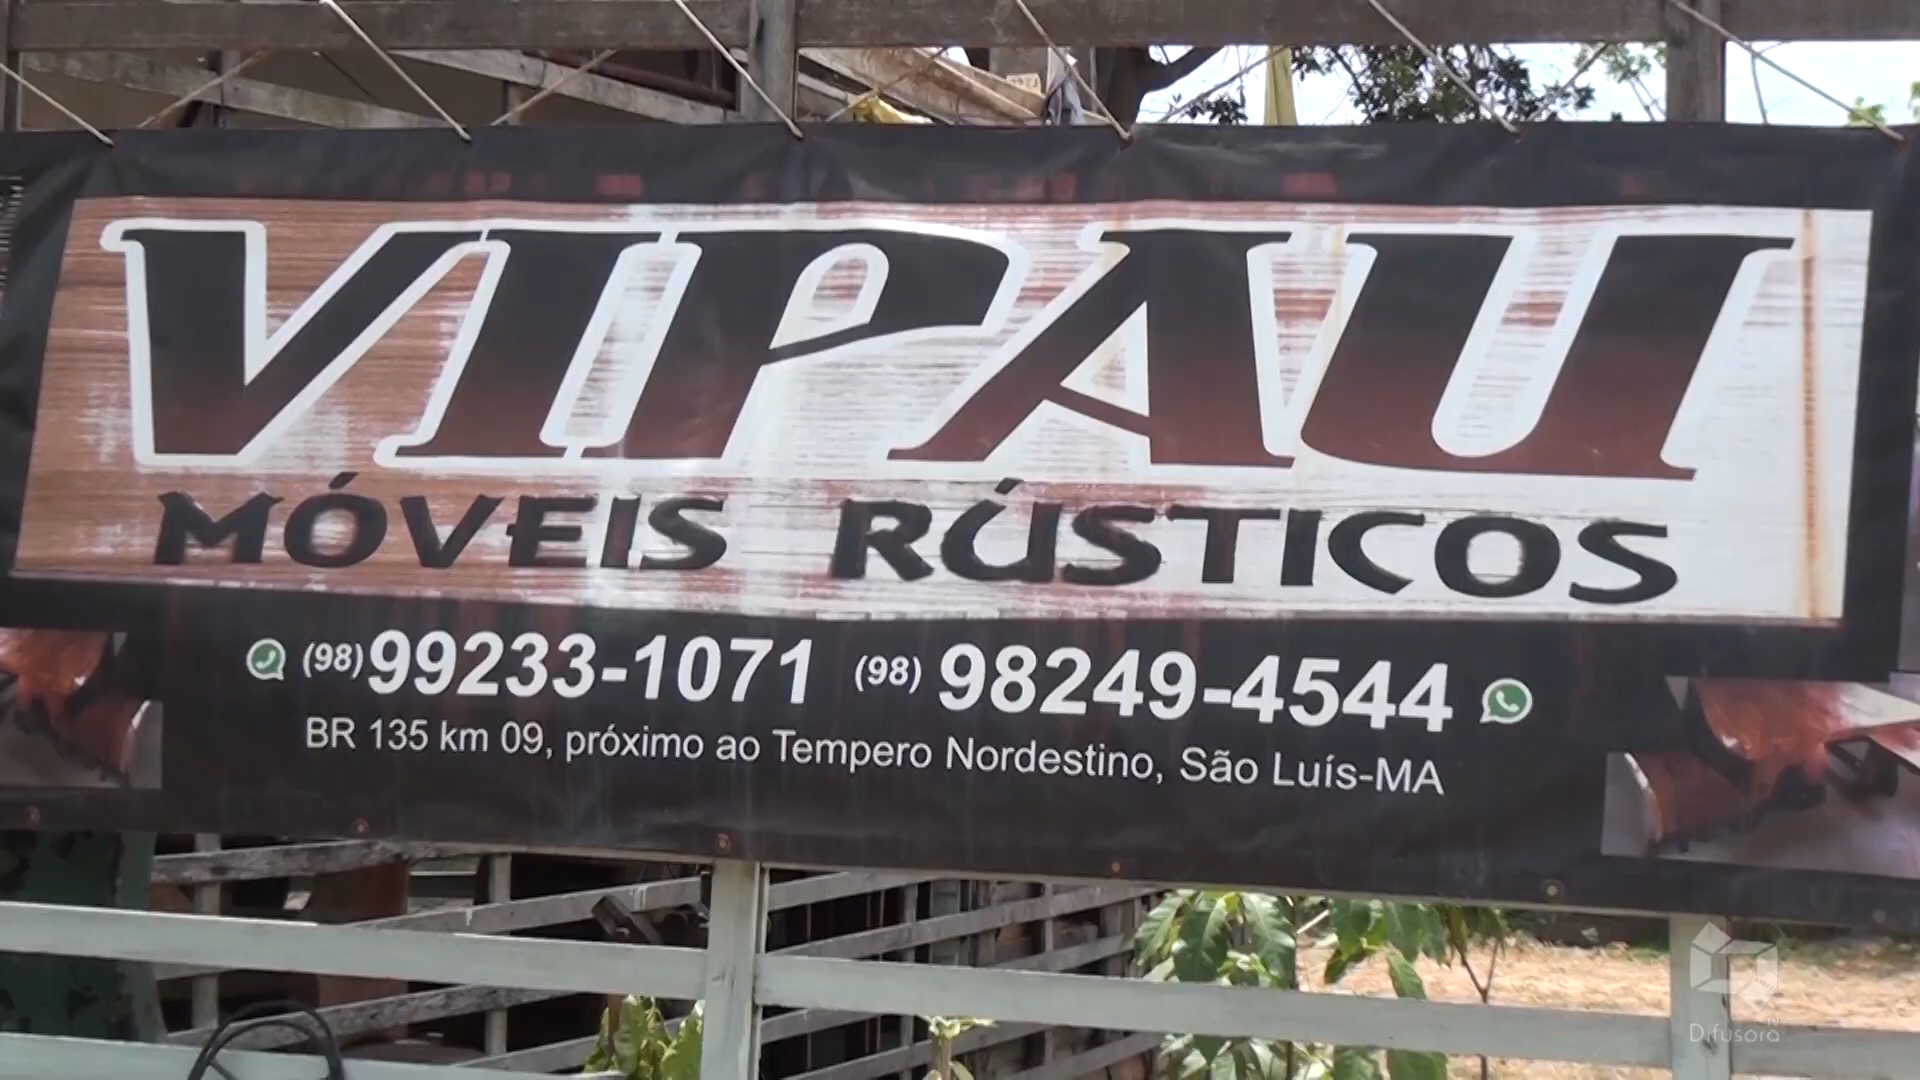 VIPAU
MÓVEIS RÚSTICOS
(98) 99233-1071 (98) 98249-4544
BR 135 km 09, próximo ao Tempero Nordestino, São Luís-MA
Difusora